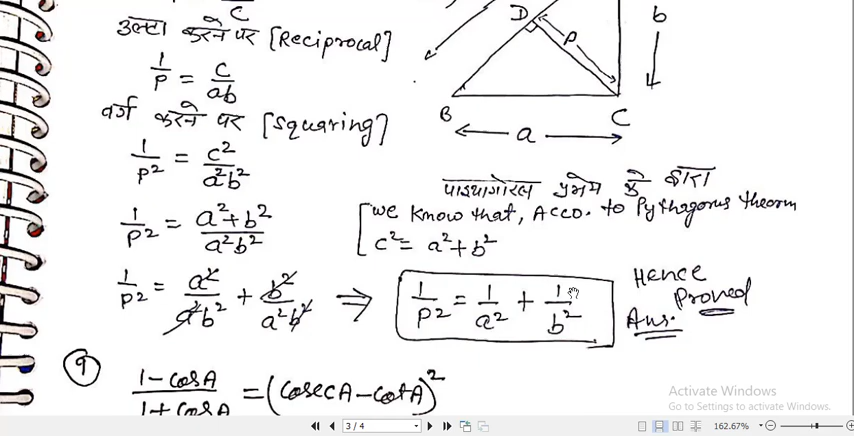 C
उल्टा करने पर [Reciprocal]
1/P = c/ab
वर्ग करने पर [squaring]
1/P² = c²/a²b²
1/P² = a²+b²/a²b²
1/P² = a²/a²b² + b²/a²b² ⇒ 1/P² = 1/a² + 1/b²
D
P
b
B
C
a
पाइथागोरस प्रमेय के द्वारा
[we know that, Acco. to Pythagorus theorm
c² = a²+b²
Hence
Proved
Ans.
9
1-cosA/1+cosA = (cosecA-cotA)²
Activate Windows
Go to Settings to activate Windows.
3 / 4
162.67%